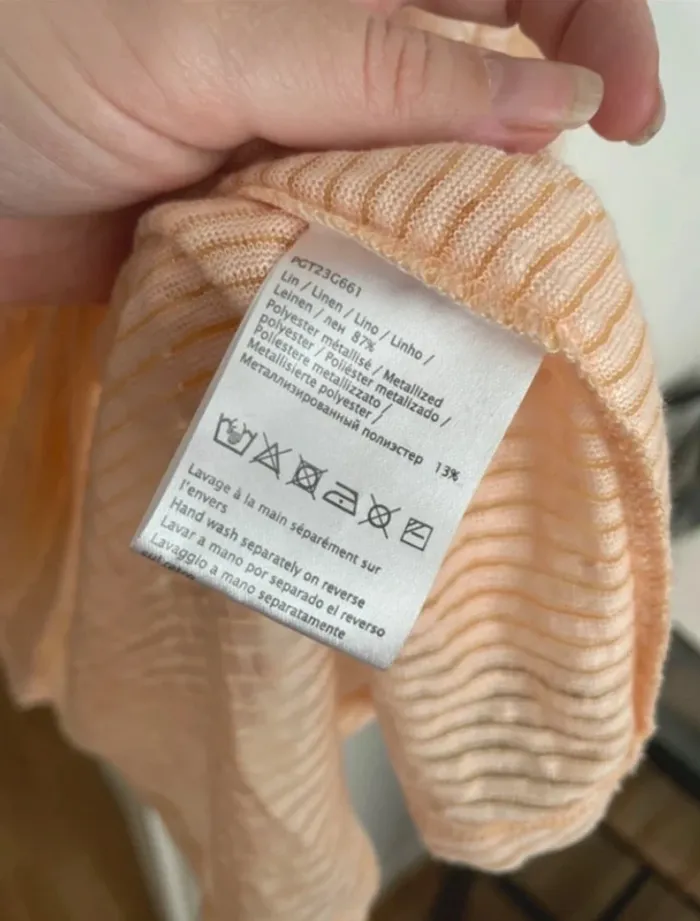 PGT23G661
Lin / Linen / Lino / Linho /
Leinen / лен 87%
Polyester métallisé / Metallized
polyester / Poliéster metalizado /
Poliestere metallizzato /
Metallisierte polyester /
Металлизированный полиэстер 13%
Lavage à la main séparément sur
l'envers
Hand wash separately on reverse
Lavar a mano por separado el reverso
Lavaggio a mano separatamente